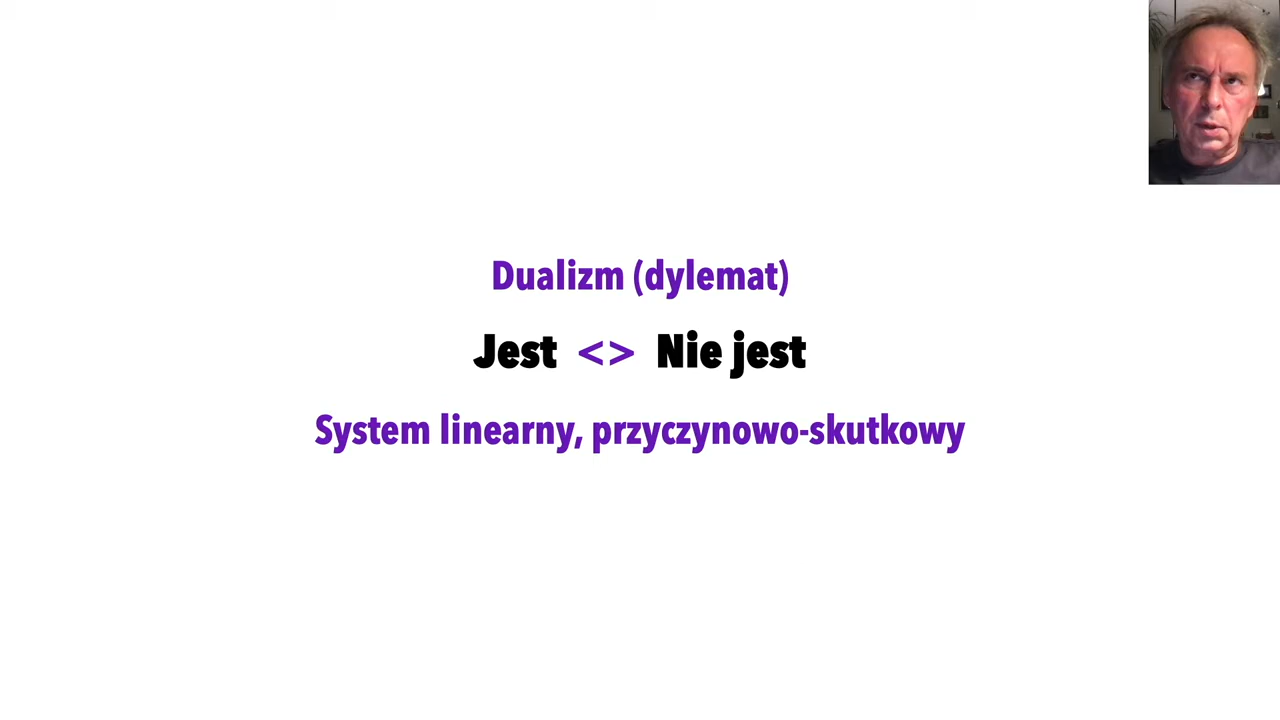 Dualizm (dylemat)
Jest <> Nie jest
System linearny, przyczynowo-skutkowy